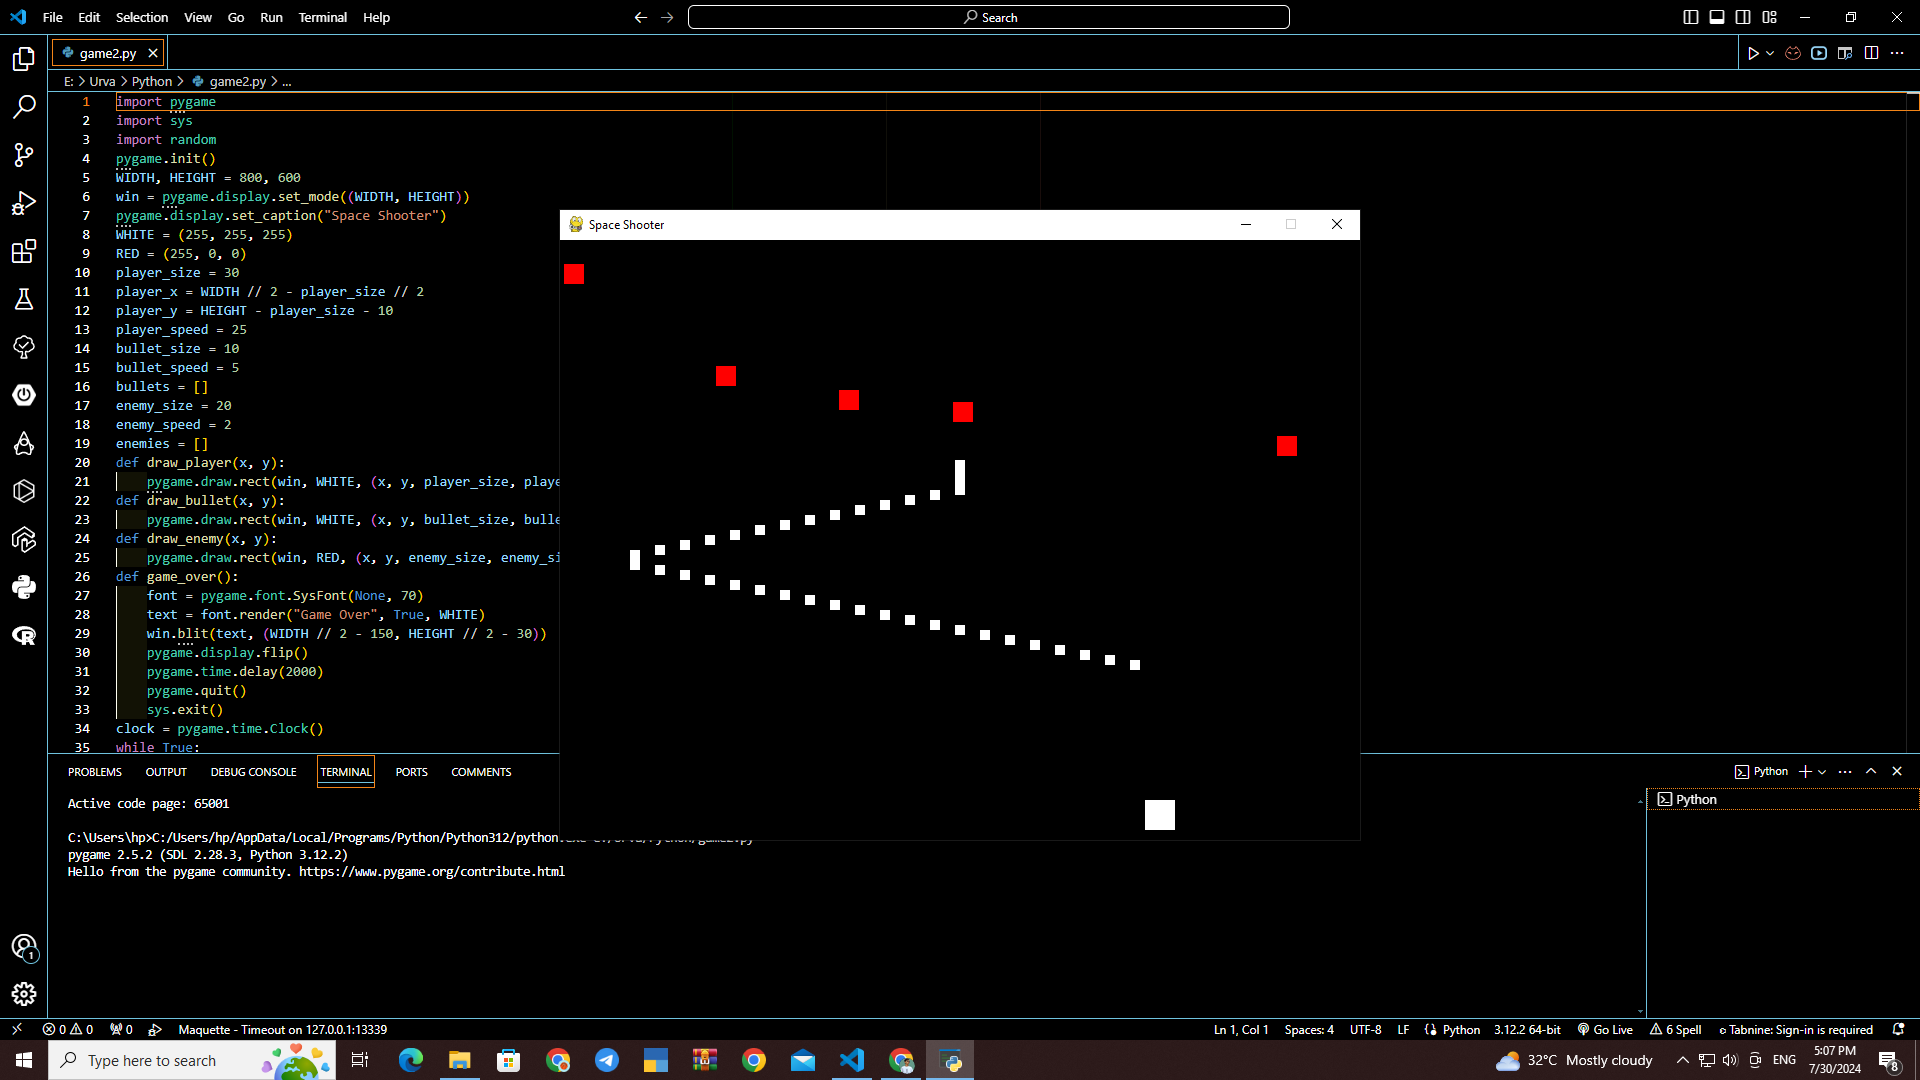 File Edit Selection View Go Run Terminal Help
Search
game2.py
E: > Urva > Python > game2.py > ...
1 import pygame
2 import sys
3 import random
4 pygame.init()
5 WIDTH, HEIGHT = 800, 600
6 win = pygame.display.set_mode((WIDTH, HEIGHT))
7 pygame.display.set_caption("Space Shooter")
8 WHITE = (255, 255, 255)
9 RED = (255, 0, 0)
10 player_size = 30
11 player_x = WIDTH // 2 - player_size // 2
12 player_y = HEIGHT - player_size - 10
13 player_speed = 25
14 bullet_size = 10
15 bullet_speed = 5
16 bullets = []
17 enemy_size = 20
18 enemy_speed = 2
19 enemies = []
20 def draw_player(x, y):
21 pygame.draw.rect(win, WHITE, (x, y, player_size, playe
22 def draw_bullet(x, y):
23 pygame.draw.rect(win, WHITE, (x, y, bullet_size, bulle
24 def draw_enemy(x, y):
25 pygame.draw.rect(win, RED, (x, y, enemy_size, enemy_si
26 def game_over():
27 font = pygame.font.SysFont(None, 70)
28 text = font.render("Game Over", True, WHITE)
29 win.blit(text, (WIDTH // 2 - 150, HEIGHT // 2 - 30))
30 pygame.display.flip()
31 pygame.time.delay(2000)
32 pygame.quit()
33 sys.exit()
34 clock = pygame.time.Clock()
35 while True:
Space Shooter
PROBLEMS OUTPUT DEBUG CONSOLE TERMINAL PORTS COMMENTS
Python
Python
Active code page: 65001
C:\Users\hp>C:/Users/hp/AppData/Local/Programs/Python/Python312/python
pygame 2.5.2 (SDL 2.28.3, Python 3.12.2)
Hello from the pygame community. https://www.pygame.org/contribute.html
1
0 0 0 Maquette - Timeout on 127.0.0.1:13339 Ln 1, Col 1 Spaces: 4 UTF-8 LF Python 3.12.2 64-bit Go Live 6 Spell Tabnine: Sign-in is required
Type here to search
32°C Mostly cloudy ENG
5:07 PM
7/30/2024
8